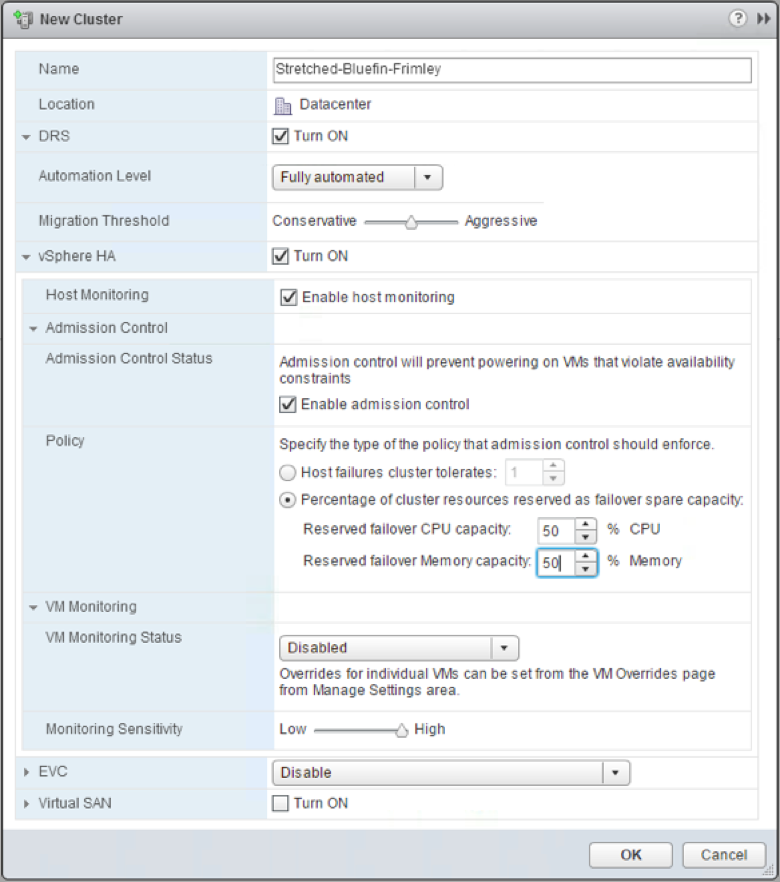 New Cluster
?
Name
Stretched-Bluefin-Frimley
Location
Datacenter
DRS
Turn ON
Automation Level
Fully automated
Migration Threshold
Conservative
Aggressive
vSphere HA
Turn ON
Host Monitoring
Enable host monitoring
Admission Control
Admission Control Status
Admission control will prevent powering on VMs that violate availability
constraints
Enable admission control
Policy
Specify the type of the policy that admission control should enforce.
Host failures cluster tolerates: 1
Percentage of cluster resources reserved as failover spare capacity:
Reserved failover CPU capacity: 50 % CPU
Reserved failover Memory capacity: 50 % Memory
VM Monitoring
VM Monitoring Status
Disabled
Overrides for individual VMs can be set from the VM Overrides page
from Manage Settings area.
Monitoring Sensitivity
Low
High
EVC
Disable
Virtual SAN
Turn ON
OK
Cancel